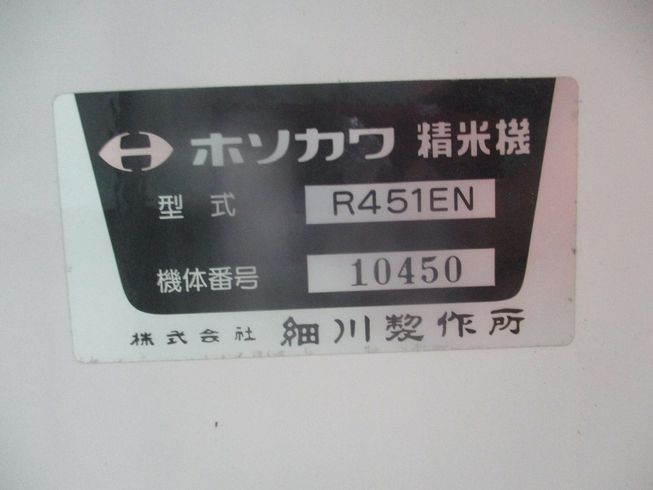 ホソカワ 精米機
型式 R451EN
機体番号 10450
株式会社 細川製作所